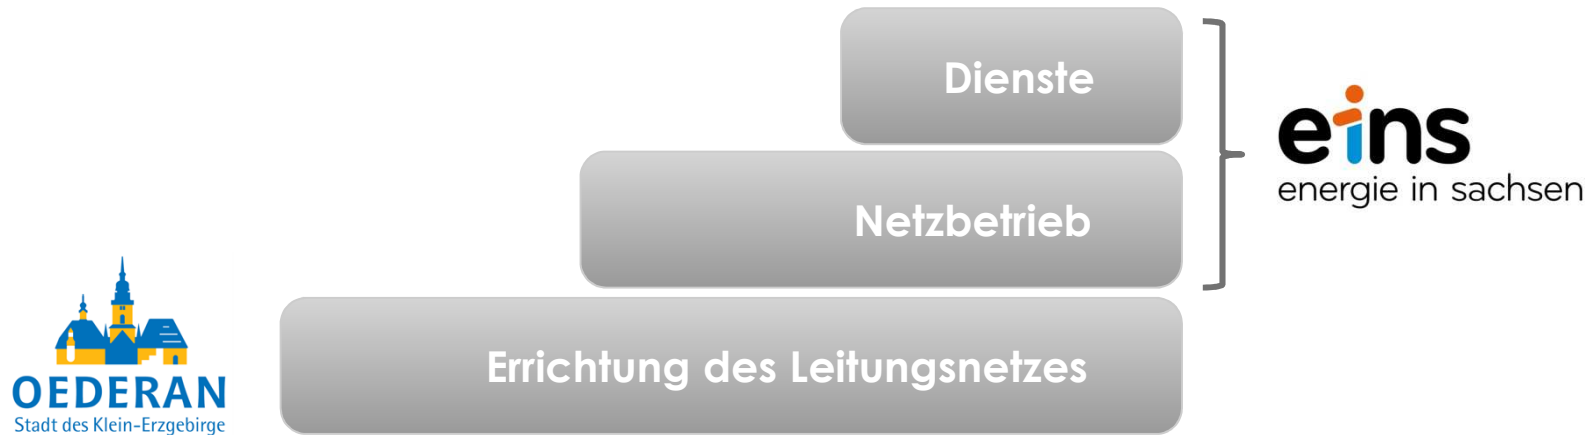 Dienste
eins
energie in sachsen
Netzbetrieb
Errichtung des Leitungsnetzes
OEDERAN
Stadt des Klein-Erzgebirge